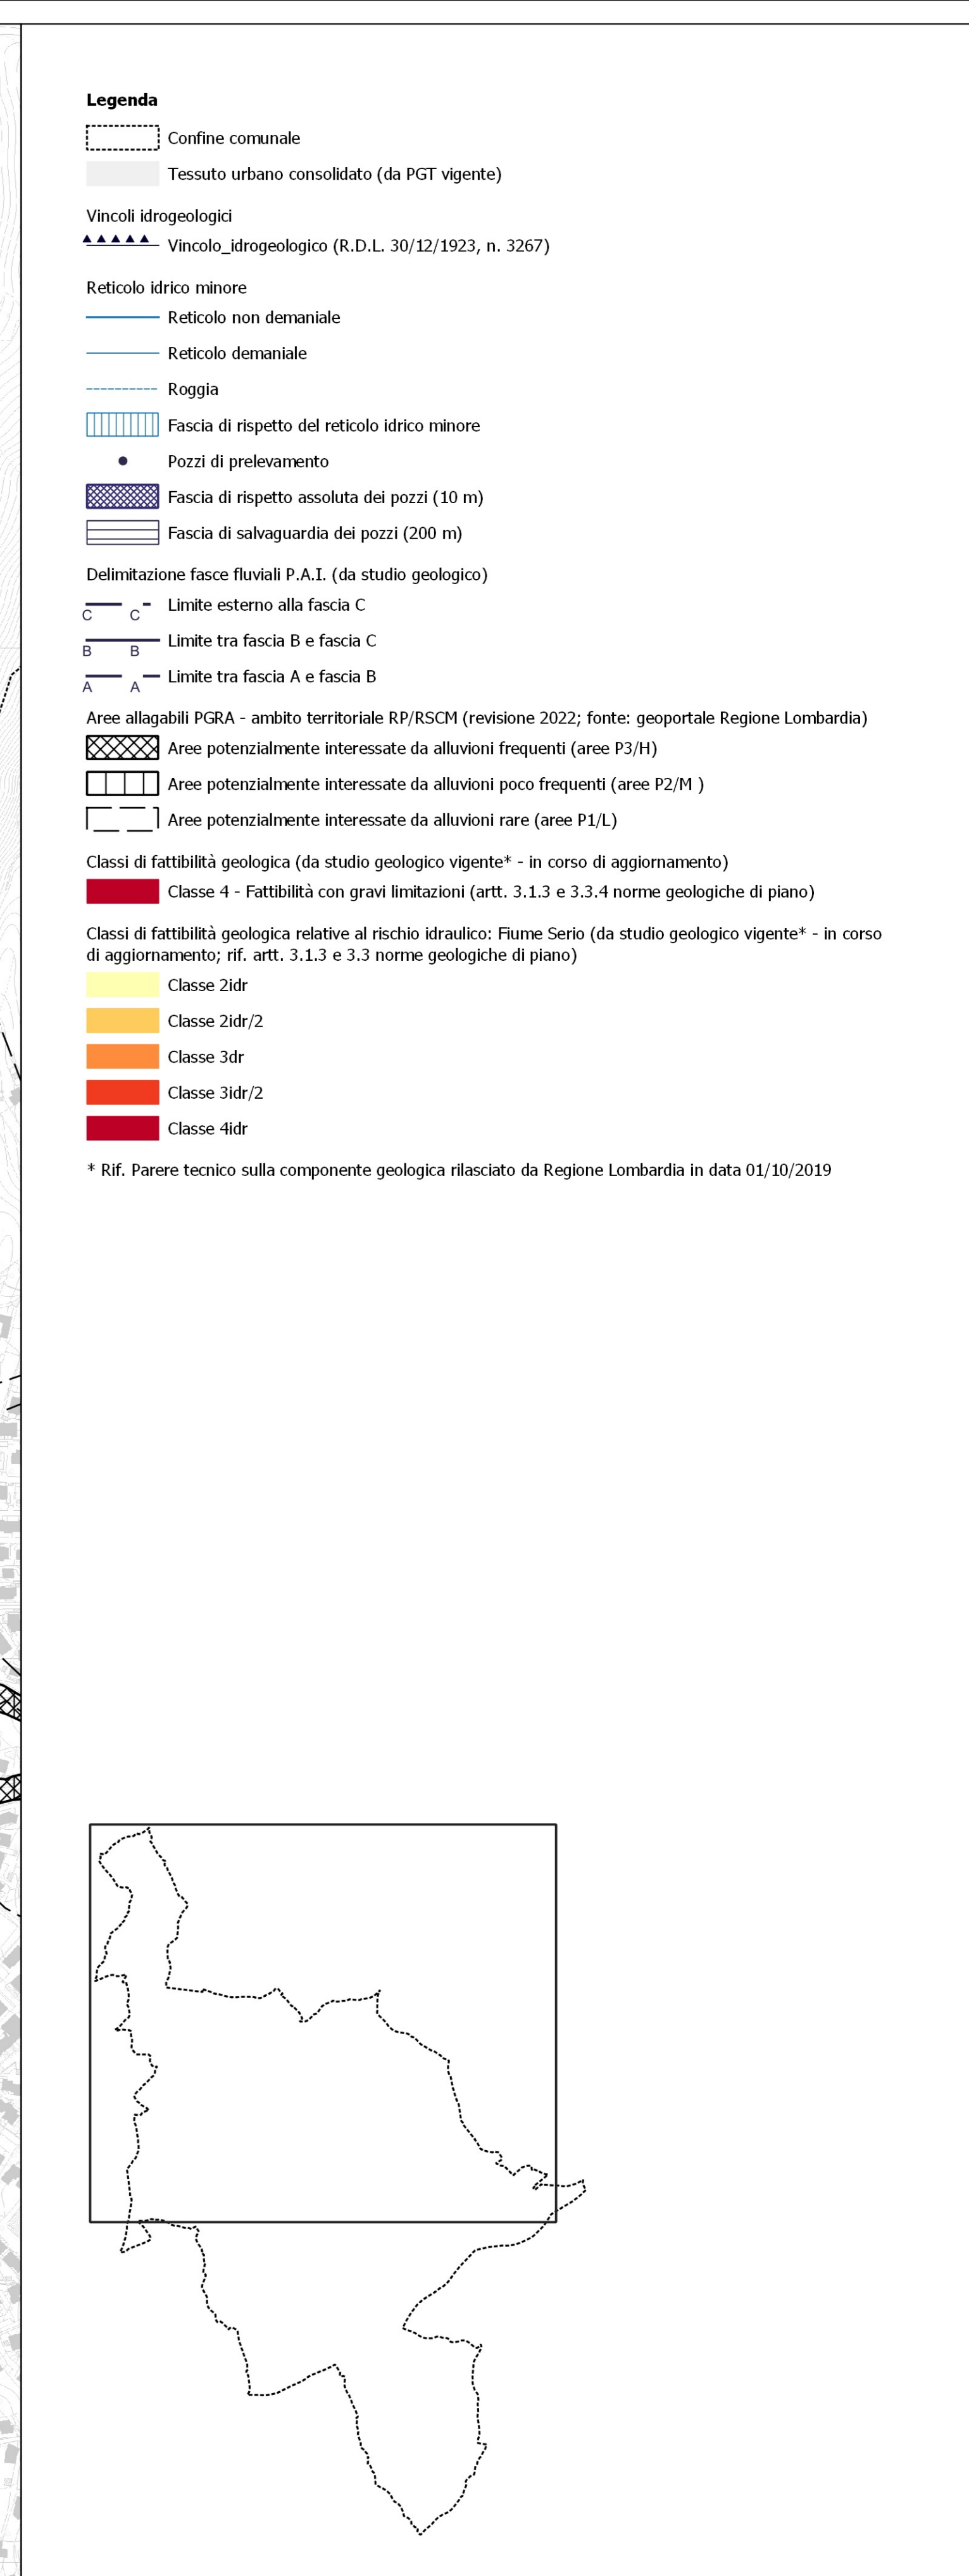 Legenda
Confine comunale
Tessuto urbano consolidato (da PGT vigente)
Vincoli idrogeologici
Vincolo_idrogeologico (R.D.L. 30/12/1923, n. 3267)
Reticolo idrico minore
Reticolo non demaniale
Reticolo demaniale
Roggia
Fascia di rispetto del reticolo idrico minore
Pozzi di prelevamento
Fascia di rispetto assoluta dei pozzi (10 m)
Fascia di salvaguardia dei pozzi (200 m)
Delimitazione fasce fluviali P.A.I. (da studio geologico)
C C Limite esterno alla fascia C
B B Limite tra fascia B e fascia C
A A Limite tra fascia A e fascia B
Aree allagabili PGRA - ambito territoriale RP/RSCM (revisione 2022; fonte: geoportale Regione Lombardia)
Aree potenzialmente interessate da alluvioni frequenti (aree P3/H)
Aree potenzialmente interessate da alluvioni poco frequenti (aree P2/M )
Aree potenzialmente interessate da alluvioni rare (aree P1/L)
Classi di fattibilità geologica (da studio geologico vigente* - in corso di aggiornamento)
Classe 4 - Fattibilità con gravi limitazioni (artt. 3.1.3 e 3.3.4 norme geologiche di piano)
Classi di fattibilità geologica relative al rischio idraulico: Fiume Serio (da studio geologico vigente* - in corso
di aggiornamento; rif. artt. 3.1.3 e 3.3 norme geologiche di piano)
Classe 2idr
Classe 2idr/2
Classe 3dr
Classe 3idr/2
Classe 4idr
* Rif. Parere tecnico sulla componente geologica rilasciato da Regione Lombardia in data 01/10/2019